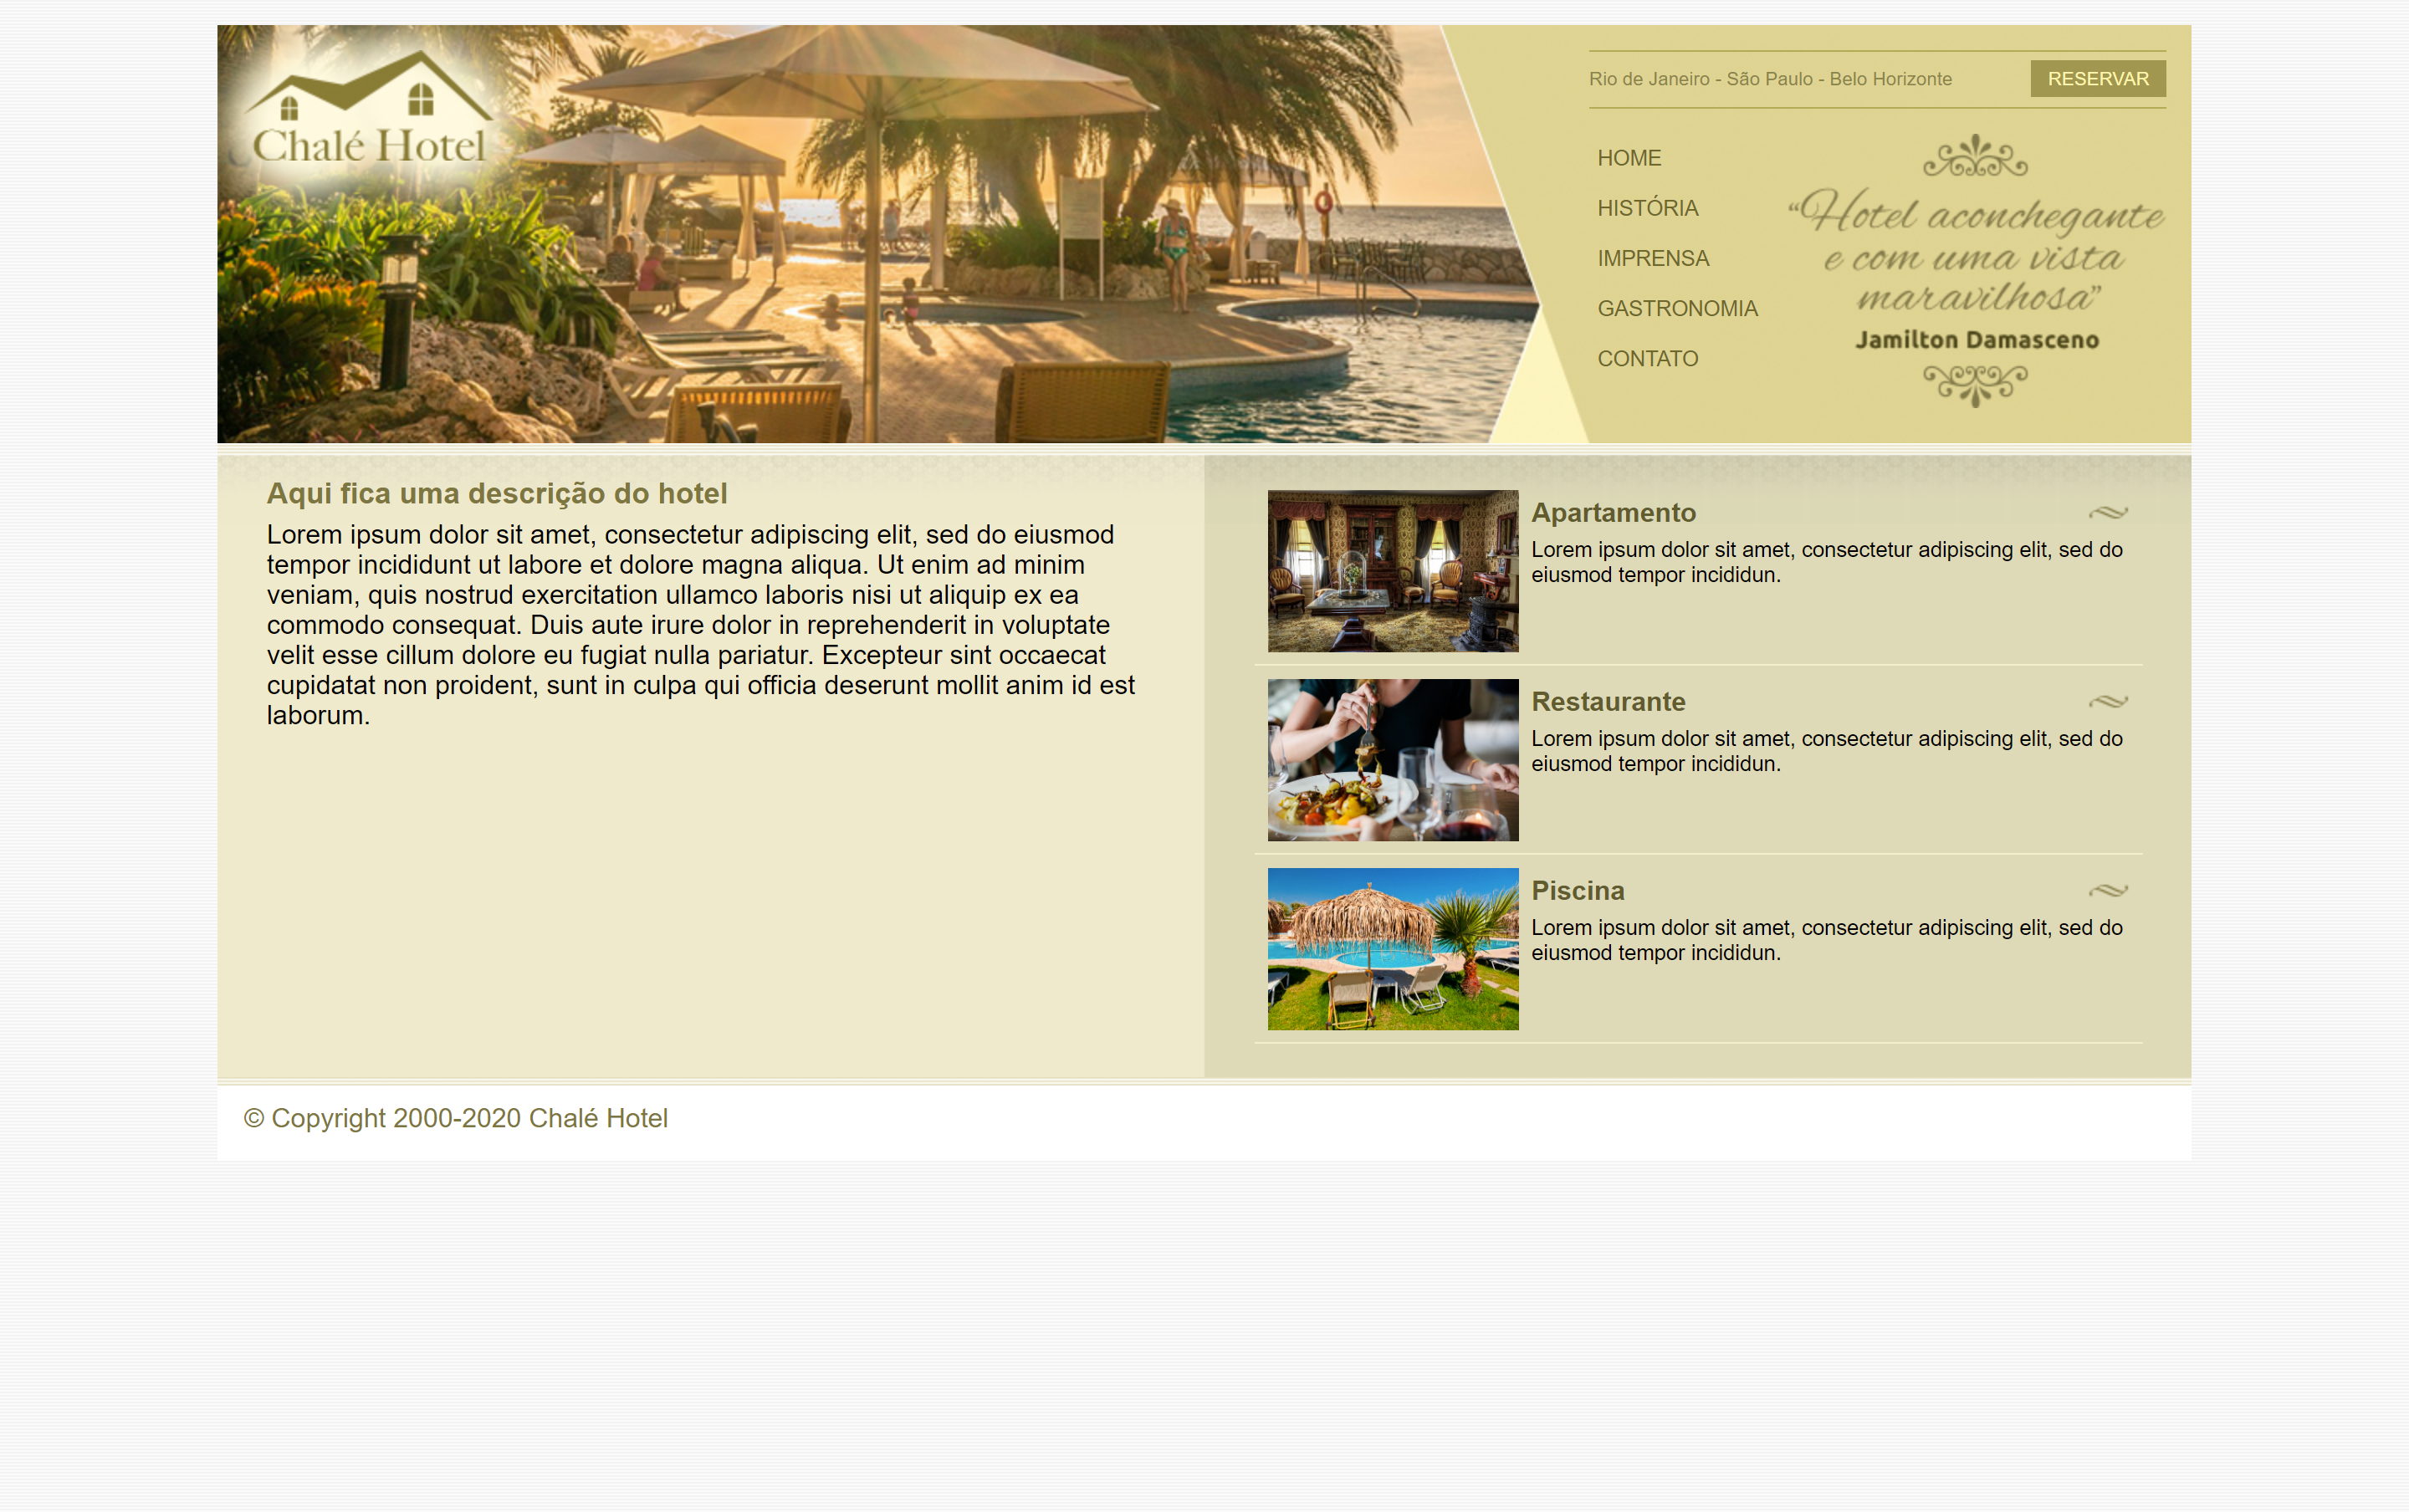 Chalé Hotel
Rio de Janeiro - São Paulo - Belo Horizonte
RESERVAR
HOME
HISTÓRIA
IMPRENSA
GASTRONOMIA
CONTATO
“Hotel aconchegante
e com uma vista
maravilhosa”
Jamilton Damasceno
Aqui fica uma descrição do hotel
Lorem ipsum dolor sit amet, consectetur adipiscing elit, sed do eiusmod
tempor incididunt ut labore et dolore magna aliqua. Ut enim ad minim
veniam, quis nostrud exercitation ullamco laboris nisi ut aliquip ex ea
commodo consequat. Duis aute irure dolor in reprehenderit in voluptate
velit esse cillum dolore eu fugiat nulla pariatur. Excepteur sint occaecat
cupidatat non proident, sunt in culpa qui officia deserunt mollit anim id est
laborum.
Apartamento
Lorem ipsum dolor sit amet, consectetur adipiscing elit, sed do
eiusmod tempor incididun.
Restaurante
Lorem ipsum dolor sit amet, consectetur adipiscing elit, sed do
eiusmod tempor incididun.
Piscina
Lorem ipsum dolor sit amet, consectetur adipiscing elit, sed do
eiusmod tempor incididun.
© Copyright 2000-2020 Chalé Hotel